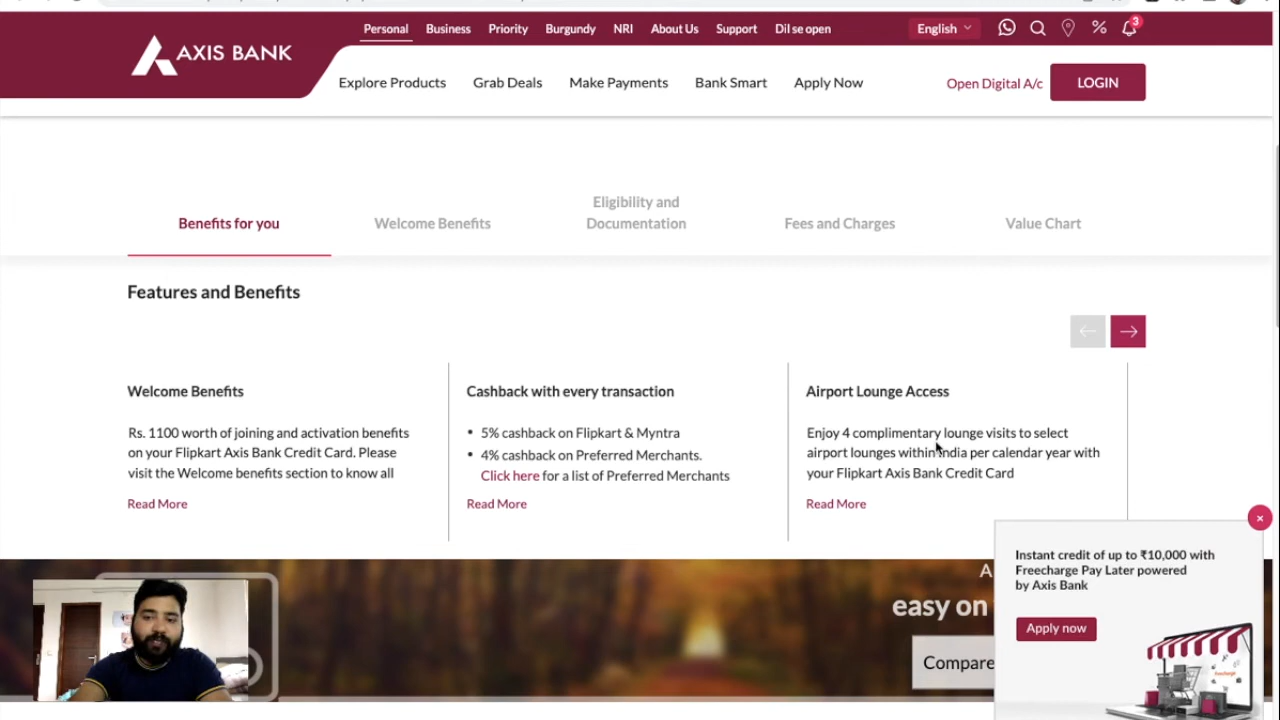 Personal Business Priority Burgundy NRI About Us Support Dil se open English 3
AXIS BANK
Explore Products Grab Deals Make Payments Bank Smart Apply Now Open Digital A/c LOGIN
Benefits for you Welcome Benefits Eligibility and Documentation Fees and Charges Value Chart
Features and Benefits
Welcome Benefits
Rs. 1100 worth of joining and activation benefits
on your Flipkart Axis Bank Credit Card. Please
visit the Welcome benefits section to know all
Read More
Cashback with every transaction
• 5% cashback on Flipkart & Myntra
• 4% cashback on Preferred Merchants.
Click here for a list of Preferred Merchants
Read More
Airport Lounge Access
Enjoy 4 complimentary lounge visits to select
airport lounges within India per calendar year with
your Flipkart Axis Bank Credit Card
Read More
A
easy on
Compare
Instant credit of up to ₹10,000 with
Freecharge Pay Later powered
by Axis Bank
Apply now
freecharge